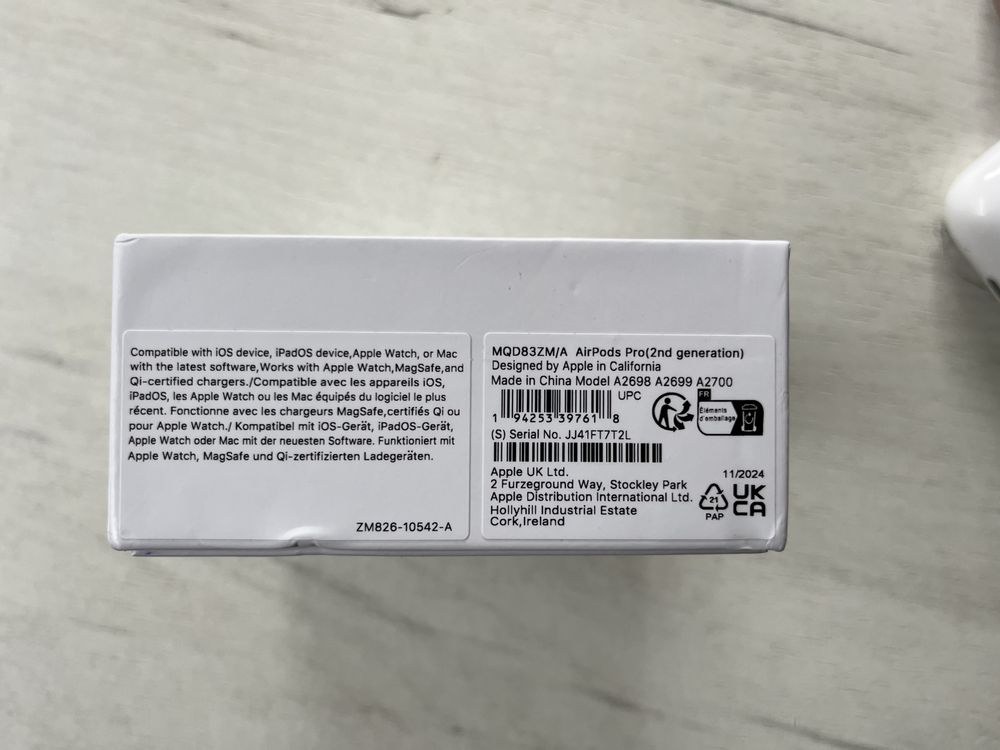 Compatible with iOS device, iPadOS device,Apple Watch, or Mac
with the latest software,Works with Apple Watch,MagSafe,and
Qi-certified chargers./Compatible avec les appareils iOS,
iPadOS, les Apple Watch ou les Mac équipés du logiciel le plus
récent. Fonctionne avec les chargeurs MagSafe,certifiés Qi ou
pour Apple Watch./ Kompatibel mit iOS-Gerät, iPadOS-Gerät,
Apple Watch oder Mac mit der neuesten Software. Funktioniert mit
Apple Watch, MagSafe und Qi-zertifizierten Ladegeräten.
ZM826-10542-A
MQD83ZM/A AirPods Pro(2nd generation)
Designed by Apple in California
Made in China Model A2698 A2699 A2700
UPC
1 94253 39761 8
FR
Éléments
d'emballage
(S) Serial No. JJ41FT7T2L
Apple UK Ltd.
2 Furzeground Way, Stockley Park
Apple Distribution International Ltd.
Hollyhill Industrial Estate
Cork,Ireland
11/2024
21
PAP
UK
CA